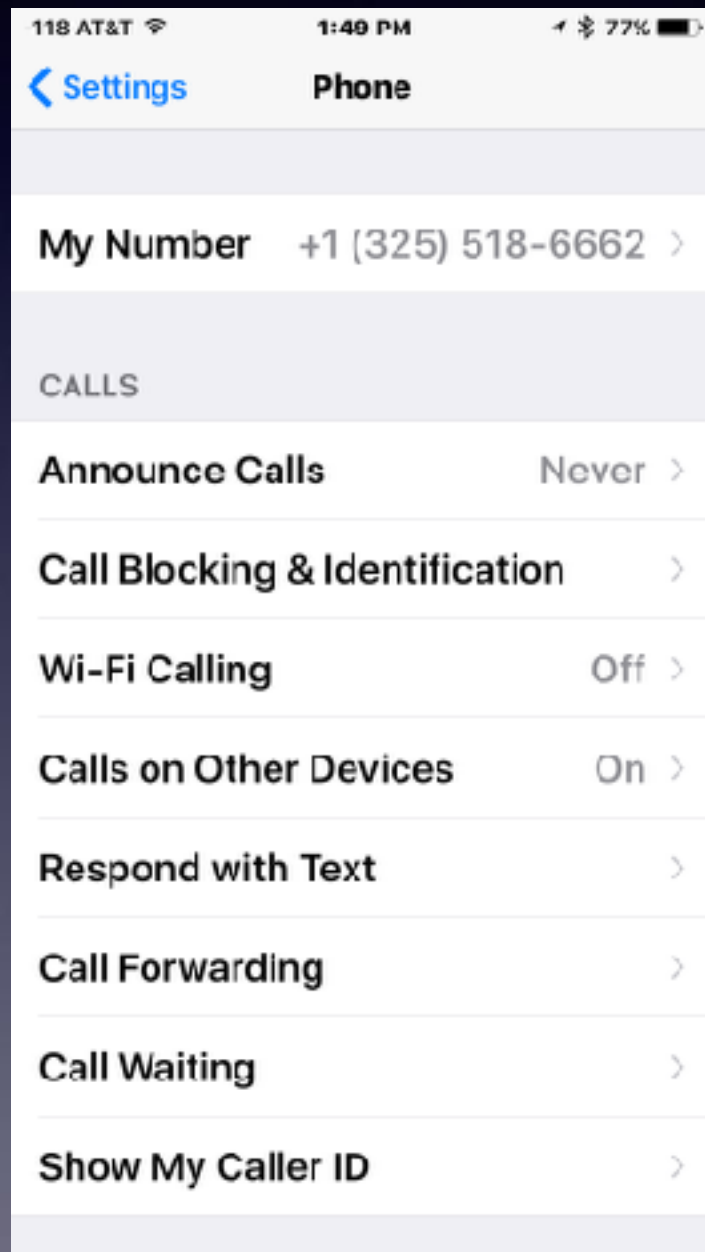 118 AT&T 1:49 PM 77%
Settings Phone
My Number +1 (325) 518-6662
CALLS
Announce Calls Never
Call Blocking & Identification
Wi-Fi Calling Off
Calls on Other Devices On
Respond with Text
Call Forwarding
Call Waiting
Show My Caller ID